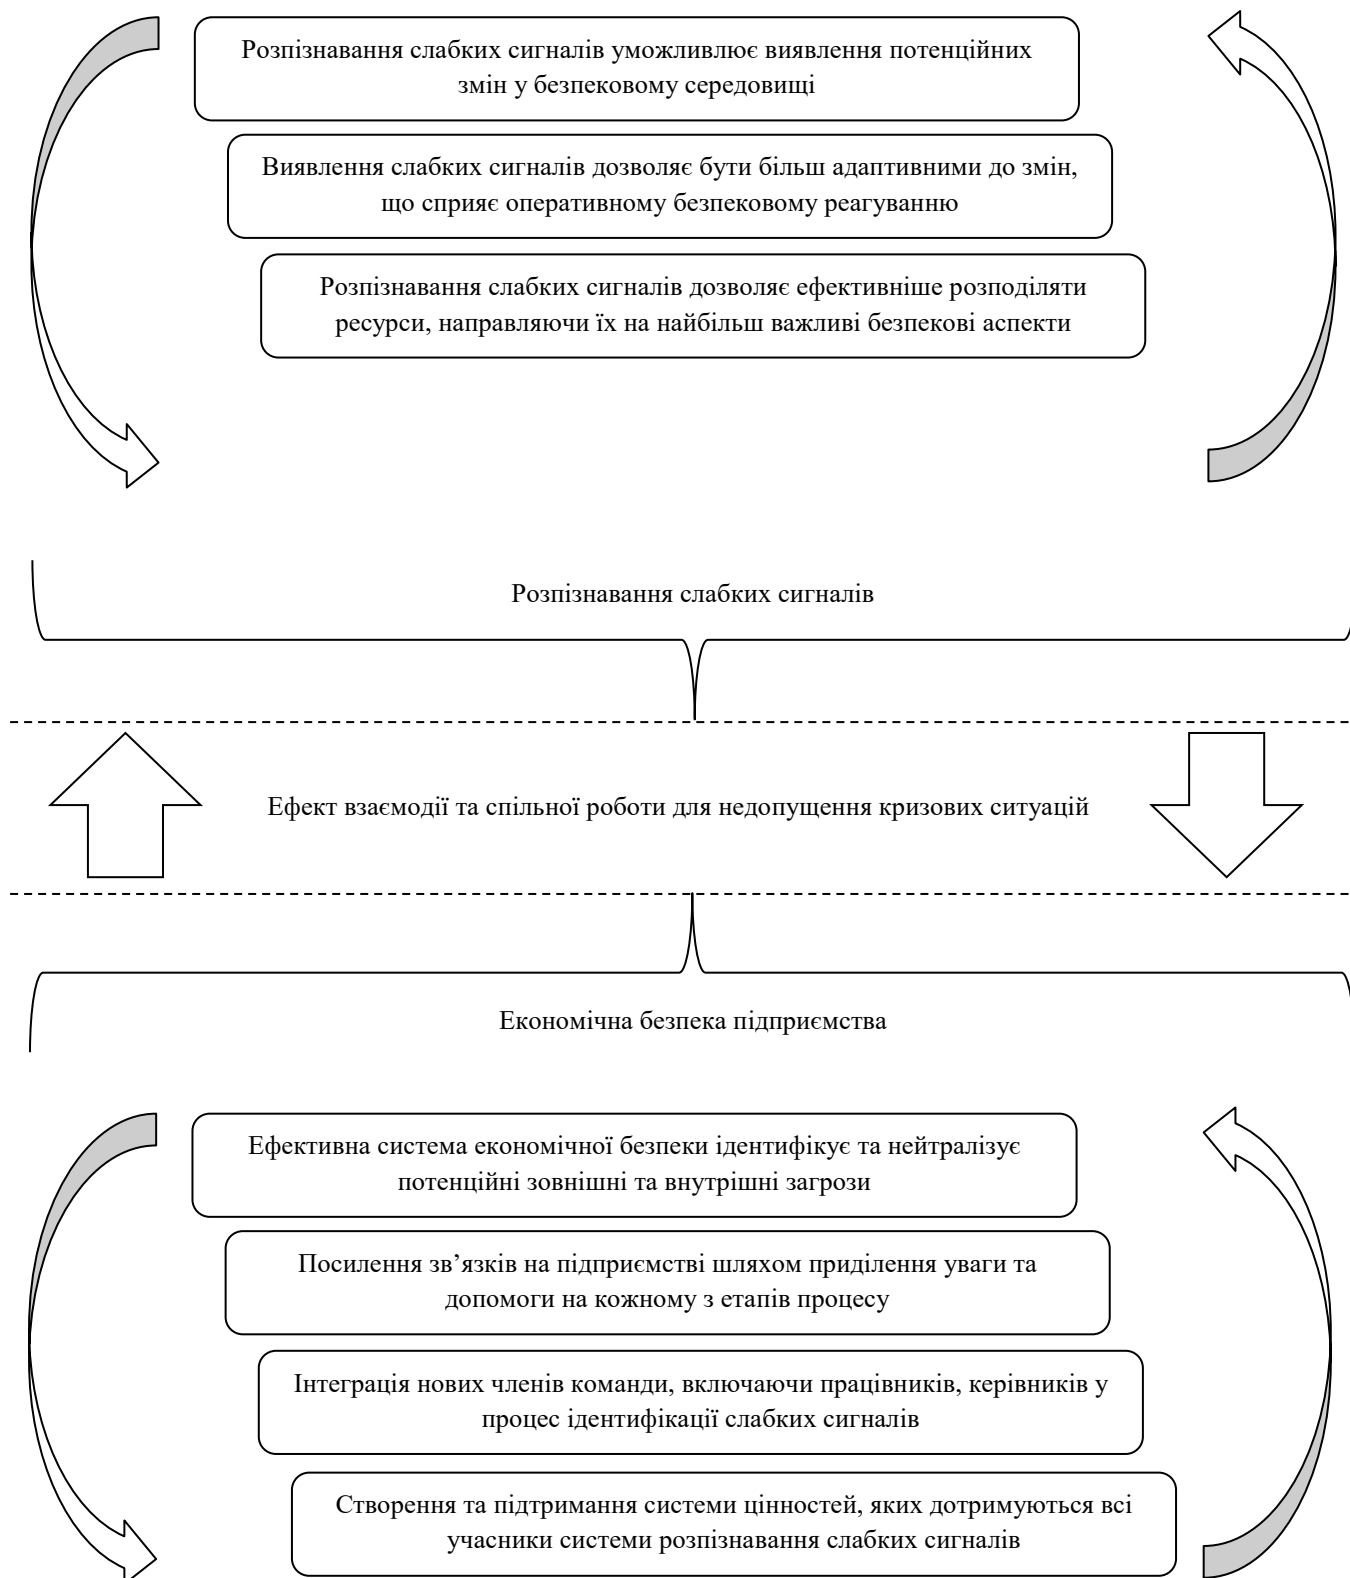 Розпізнавання слабких сигналів уможливлює виявлення потенційних
змін у безпековому середовищі
Виявлення слабких сигналів дозволяє бути більш адаптивними до змін,
що сприяє оперативному безпековому реагуванню
Розпізнавання слабких сигналів дозволяє ефективніше розподіляти
ресурси, направляючи їх на найбільш важливі безпекові аспекти
Розпізнавання слабких сигналів
Ефект взаємодії та спільної роботи для недопущення кризових ситуацій
Економічна безпека підприємства
Ефективна система економічної безпеки ідентифікує та нейтралізує
потенційні зовнішні та внутрішні загрози
Посилення зв’язків на підприємстві шляхом приділення уваги та
допомоги на кожному з етапів процесу
Інтеграція нових членів команди, включаючи працівників, керівників у
процес ідентифікації слабких сигналів
Створення та підтримання системи цінностей, яких дотримуються всі
учасники системи розпізнавання слабких сигналів